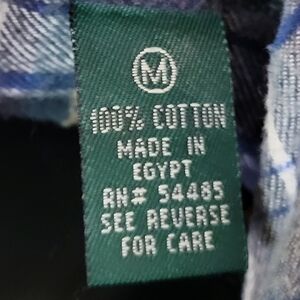 M
100% COTTON
MADE IN
EGYPT
RN# 54485
SEE REVERSE
FOR CARE